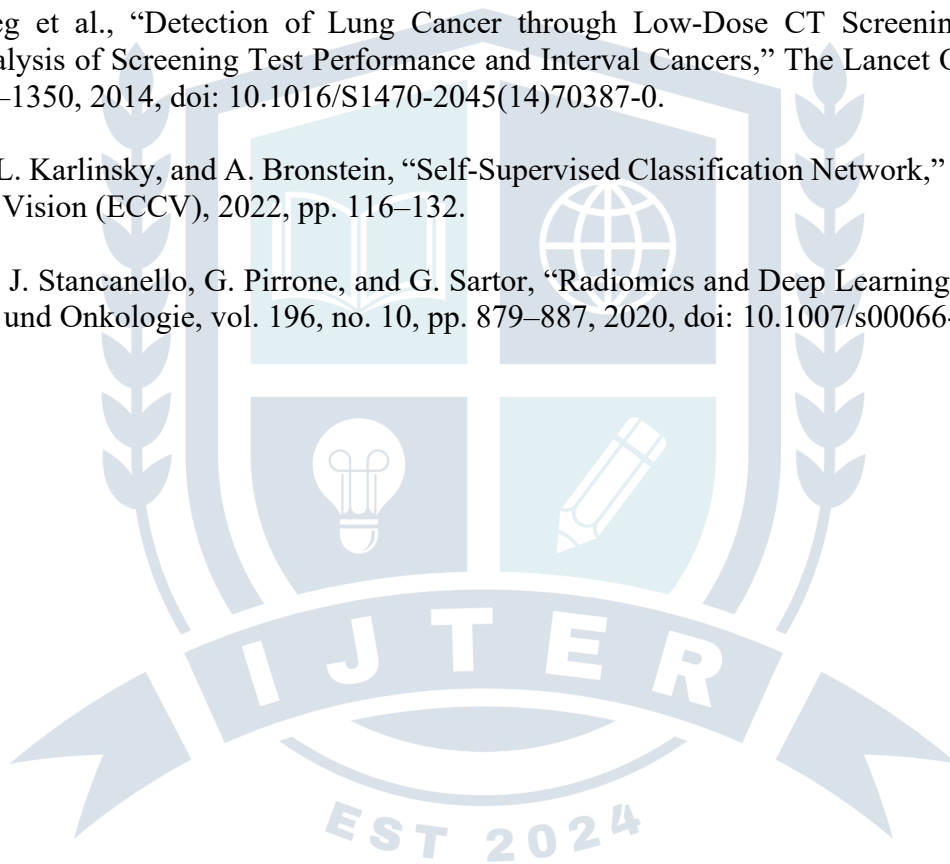 et al., “Detection of Lung Cancer through Low-Dose CT
of Screening Test Performance and Interval Cancers,” The Lancet
–1350, 2014, doi: 10.1016/S1470-2045(14)70387-0.
L. Karlinsky, and A. Bronstein, “Self-Supervised Classification Network,”
Vision (ECCV), 2022, pp. 116–132.
J. Stancanello, G. Pirrone, and G. Sartor, “Radiomics and Deep Learning
und Onkologie, vol. 196, no. 10, pp. 879–887, 2020, doi: 10.1007/s00066-
IJTER
EST 2024